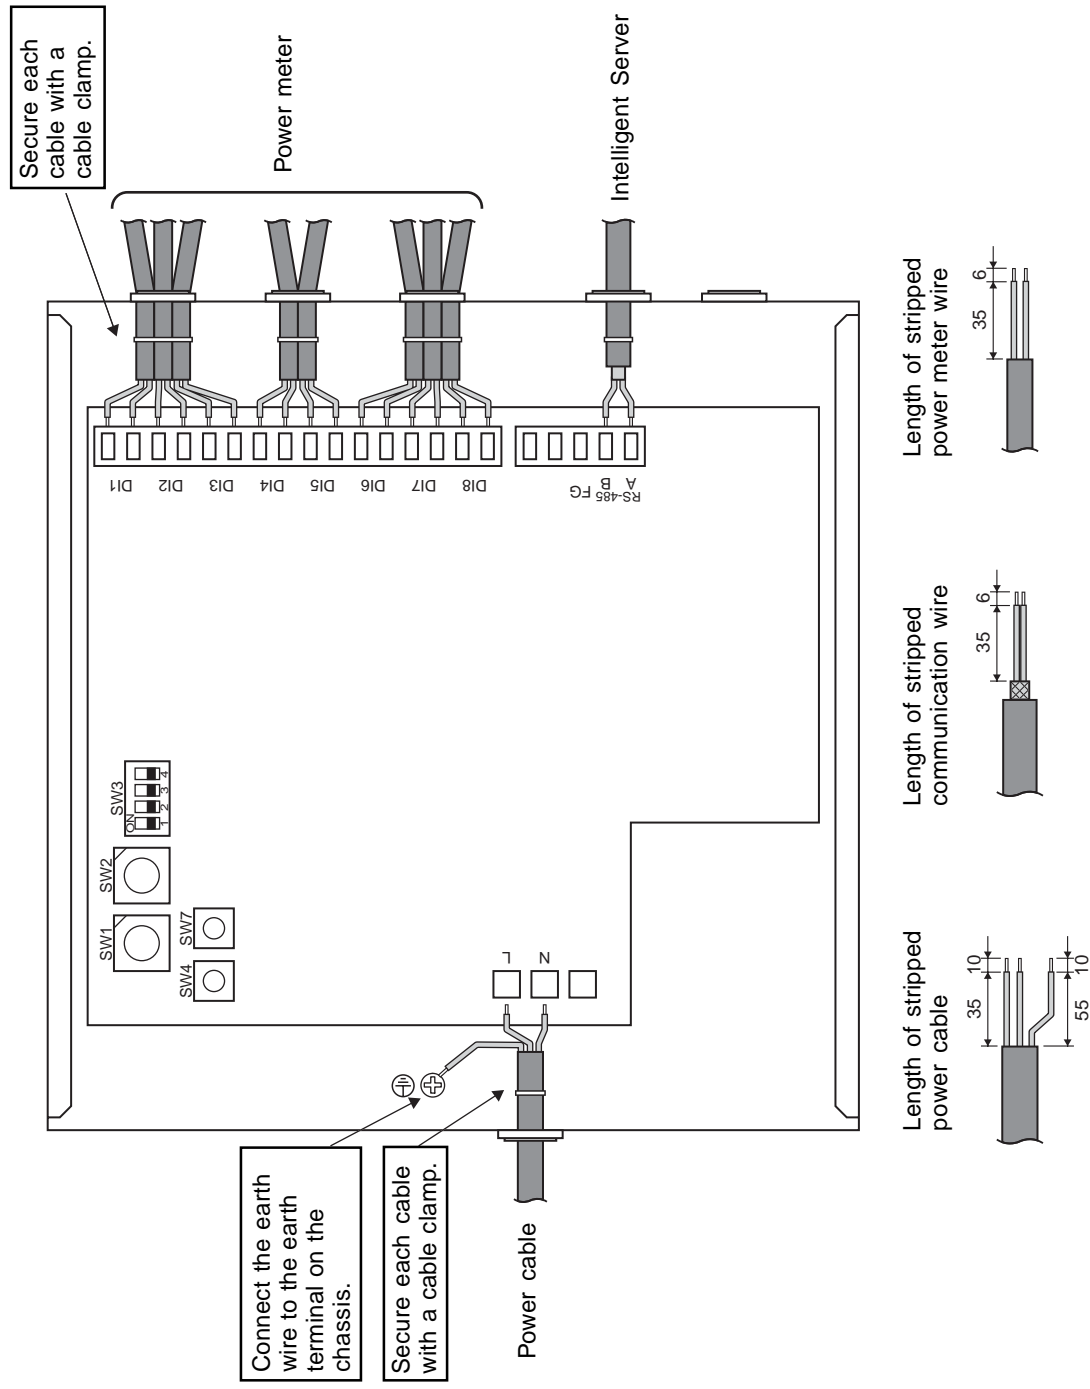 Secure each
cable with a
cable clamp.
Power meter
Intelligent Server
DI1
DI2
DI3
DI4
DI5
DI6
DI7
DI8
FG
B
A
RS-485
SW3
ON
1
2
3
4
SW2
SW1
SW7
SW4
L
N
Connect the earth
wire to the earth
terminal on the
chassis.
Secure each cable
with a cable clamp.
Power cable
Length of stripped
power cable
35
10
55
10
Length of stripped
communication wire
35
6
Length of stripped
power meter wire
35
6